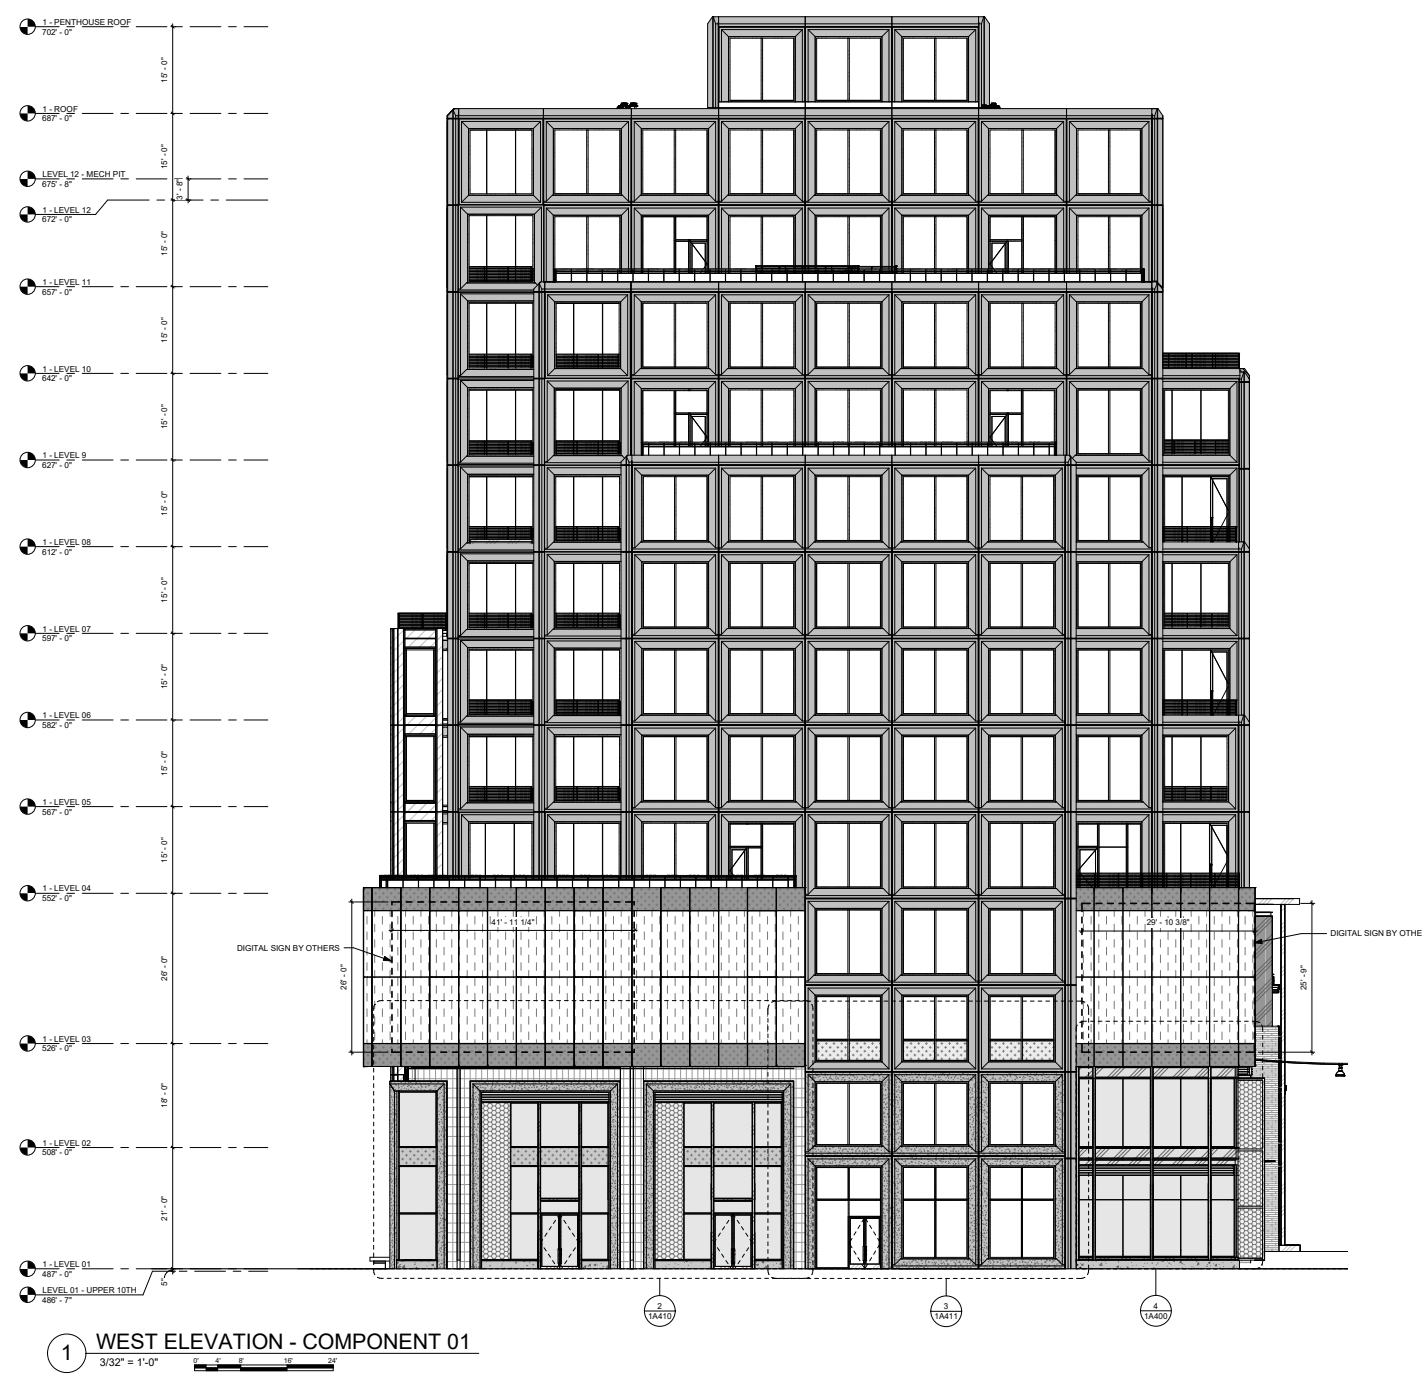 1 - PENTHOUSE ROOF
702' - 0"
15' - 0"
1 - ROOF
687' - 0"
15' - 0"
LEVEL 12 - MECH PIT
675' - 8"
3' - 8"
1 - LEVEL 12
672' - 0"
15' - 0"
1 - LEVEL 11
657' - 0"
15' - 0"
1 - LEVEL 10
642' - 0"
15' - 0"
1 - LEVEL 9
627' - 0"
15' - 0"
1 - LEVEL 08
612' - 0"
15' - 0"
1 - LEVEL 07
597' - 0"
15' - 0"
1 - LEVEL 06
582' - 0"
15' - 0"
1 - LEVEL 05
567' - 0"
15' - 0"
1 - LEVEL 04
552' - 0"
41' - 11 1/4"
29' - 10 3/8"
DIGITAL SIGN BY OTHERS
DIGITAL SIGN BY OTHE
26' - 0"
26' - 0"
25' - 9"
1 - LEVEL 03
526' - 0"
18' - 0"
1 - LEVEL 02
508' - 0"
21' - 0"
1 - LEVEL 01
487' - 0"
5"
LEVEL 01 - UPPER 10TH
486' - 7"
2
1A410
3
1A411
4
1A400
1
WEST ELEVATION - COMPONENT 01
3/32" = 1'-0"
0' 4' 8' 16' 24'